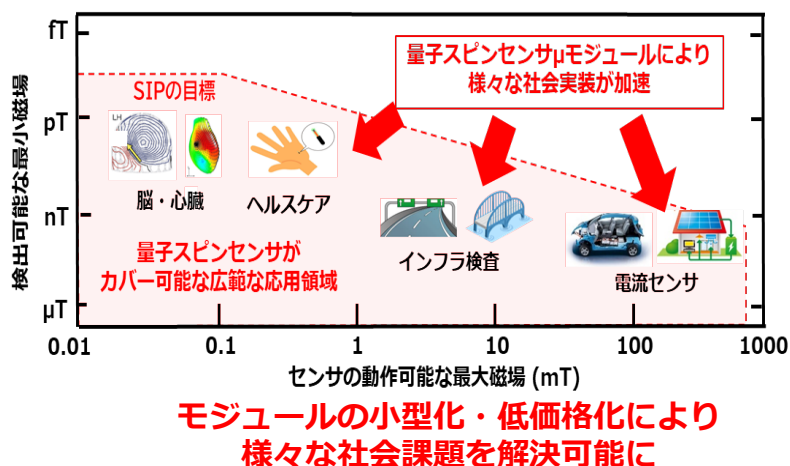 fT
pT
nT
μT
検出可能な最小磁場
量子スピンセンサμモジュールにより
様々な社会実装が加速
SIPの目標
LH
脳・心臓
ヘルスケア
インフラ検査
電流センサ
量子スピンセンサが
カバー可能な広範な応用領域
0.01
0.1
1
10
100
1000
センサの動作可能な最大磁場 (mT)
モジュールの小型化・低価格化により
様々な社会課題を解決可能に